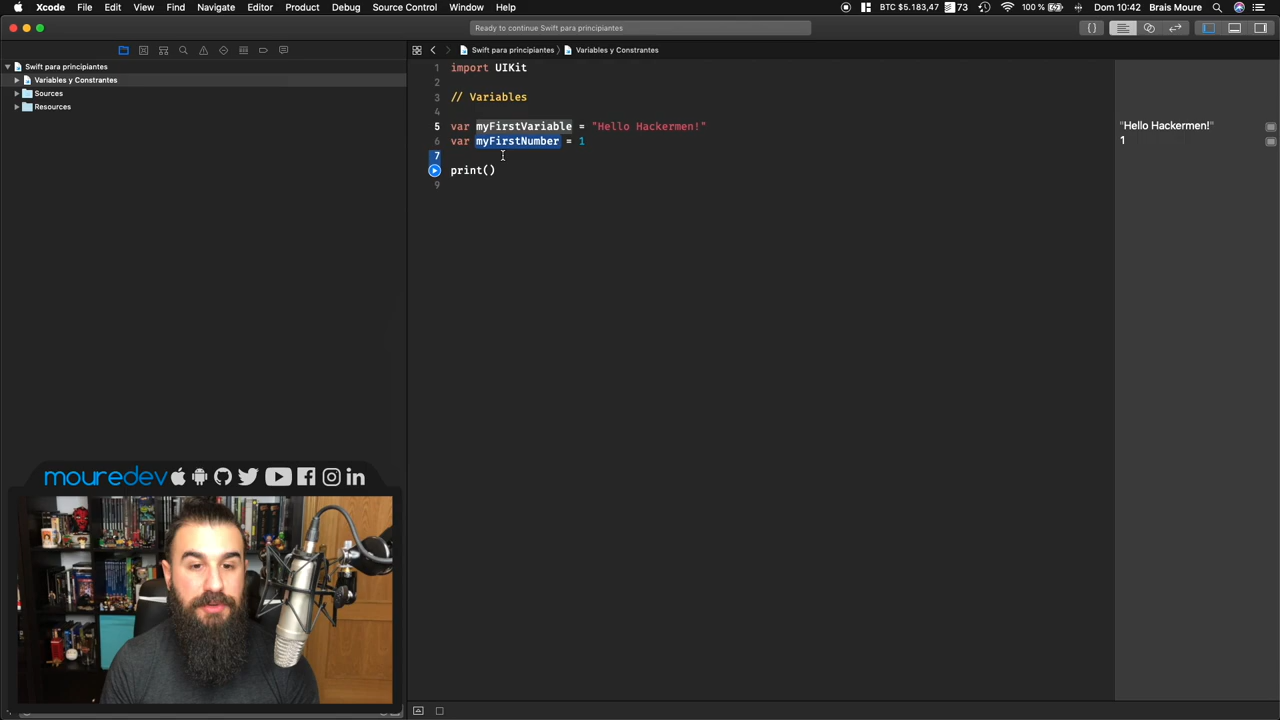 Xcode File Edit View Find Navigate Editor Product Debug Source Control Window Help
BTC $5.183,47 73 100 % Dom 10:42 Brais Moure
Ready to continue Swift para principiantes
Swift para principiantes
Variables y Constrantes
Sources
Resources
Swift para principiantes 〉 Variables y Constantes
1 import UIKit
2
3 // Variables
4
5 var myFirstVariable = "Hello Hackermen!"
6 var myFirstNumber = 1
7
print()
9
"Hello Hackermen!"
1
mouredev